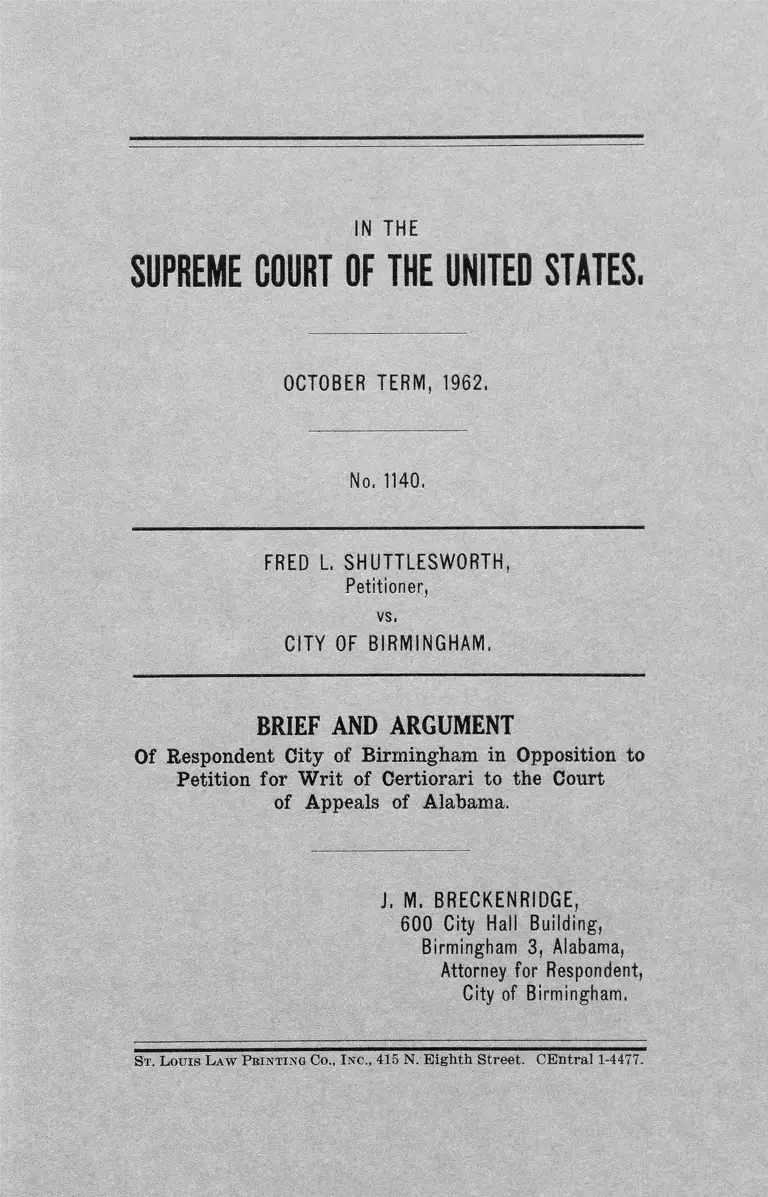 IN THE
SUPREME COURT OF THE UNITED STATES.
OCTOBER TERM, 1962.
No. 1140.
FRED L. SHUTTLESWORTH,
Petitioner,
vs.
CITY OF BIRMINGHAM.
BRIEF AND ARGUMENT
Of Respondent City of Birmingham in Opposition to
Petition for Writ of Certiorari to the Court
of Appeals of Alabama.
J. M. BRECKENRIDGE,
600 City Hall Building,
Birmingham 3, Alabama,
Attorney for Respondent,
City of Birmingham.
ST. LOUIS LAW PRINTING CO., INC., 415 N. Eighth Street. CEntral 1-4477.